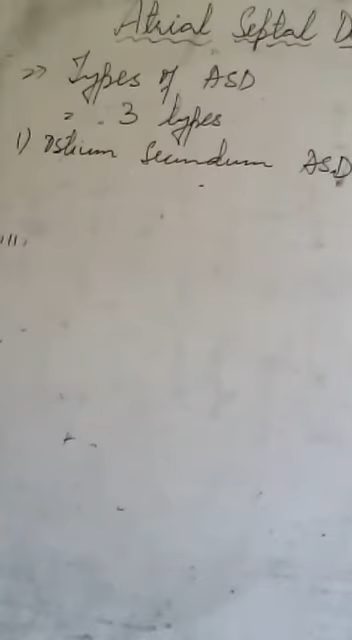 Atrial Septal D
>> Types of ASD
= . 3 types
1) Ostium Secundum ASD